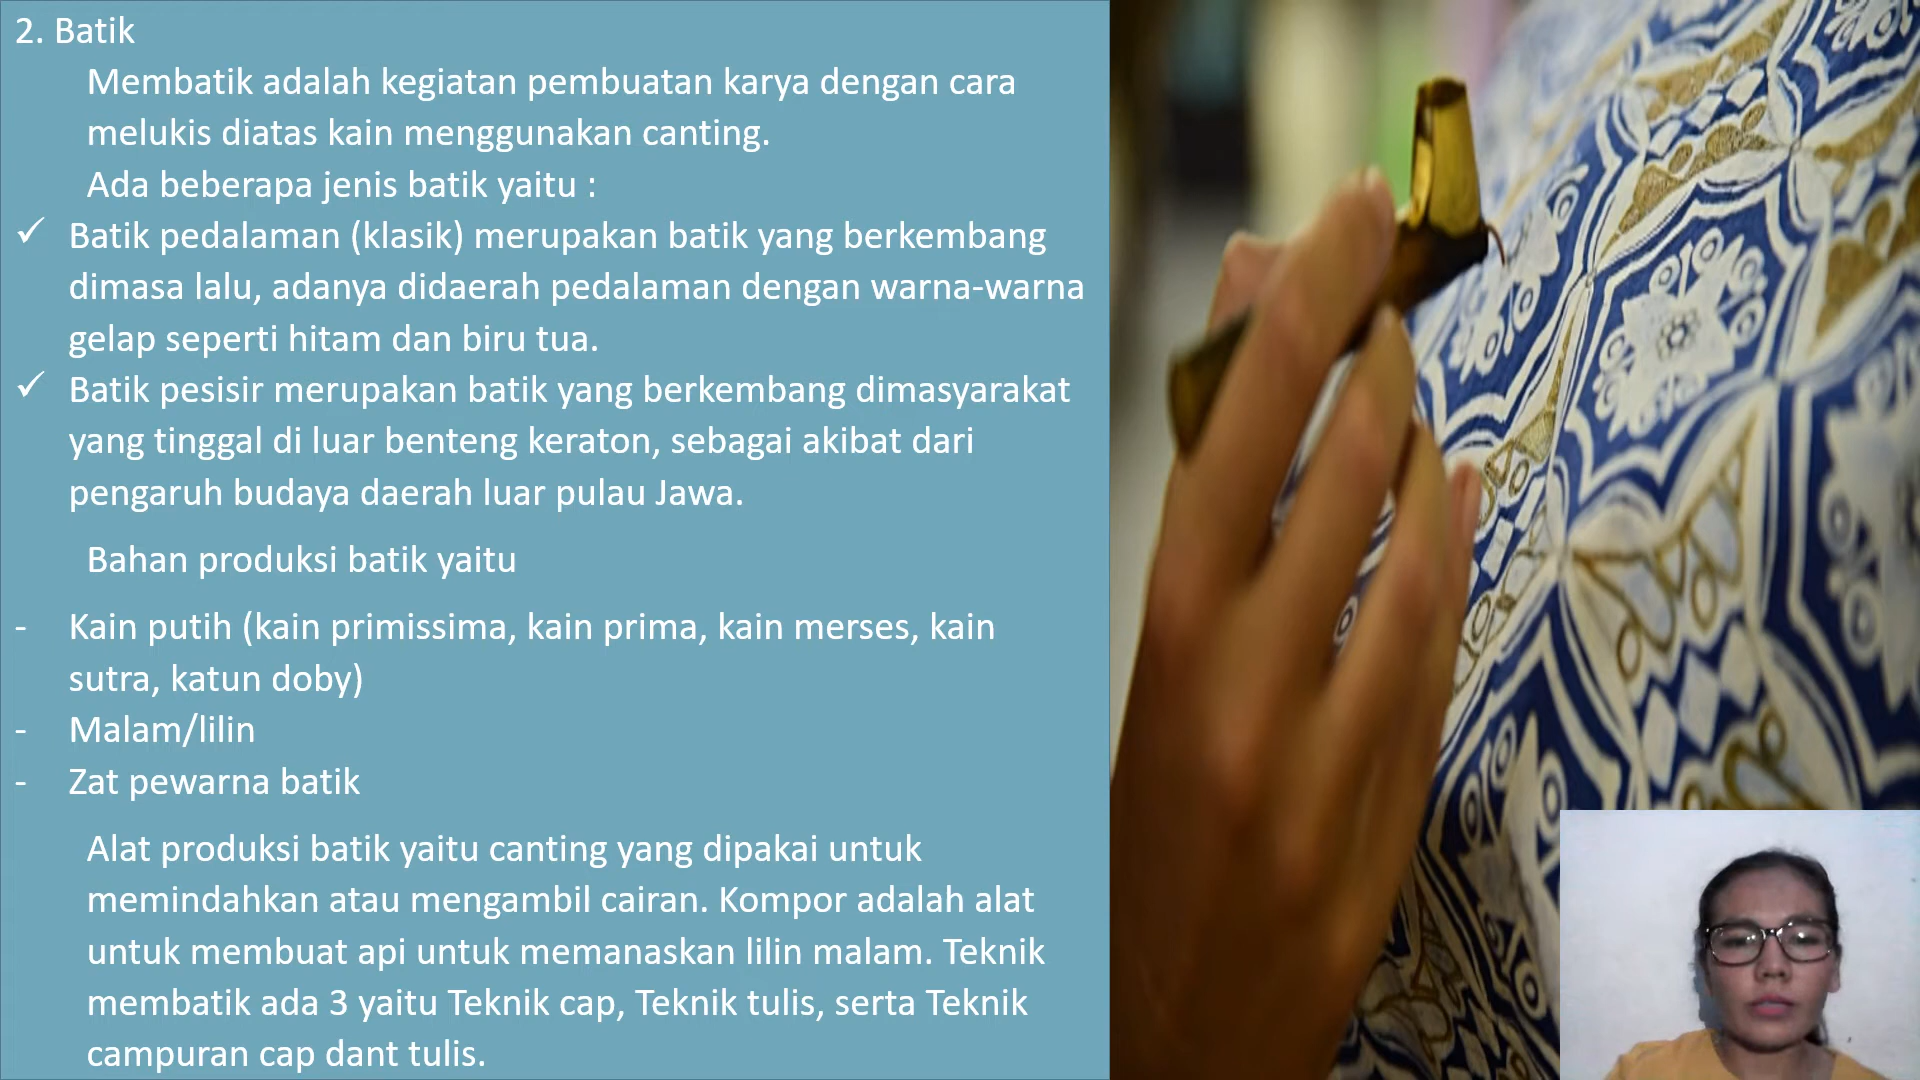 2. Batik
Membatik adalah kegiatan pembuatan karya dengan cara
melukis diatas kain menggunakan canting.
Ada beberapa jenis batik yaitu :
✓ Batik pedalaman (klasik) merupakan batik yang berkembang
dimasa lalu, adanya didaerah pedalaman dengan warna-warna
gelap seperti hitam dan biru tua.
✓ Batik pesisir merupakan batik yang berkembang dimasyarakat
yang tinggal di luar benteng keraton, sebagai akibat dari
pengaruh budaya daerah luar pulau Jawa.
Bahan produksi batik yaitu
- Kain putih (kain primissima, kain prima, kain merses, kain
sutra, katun doby)
- Malam/lilin
- Zat pewarna batik
Alat produksi batik yaitu canting yang dipakai untuk
memindahkan atau mengambil cairan. Kompor adalah alat
untuk membuat api untuk memanaskan lilin malam. Teknik
membatik ada 3 yaitu Teknik cap, Teknik tulis, serta Teknik
campuran cap dant tulis.